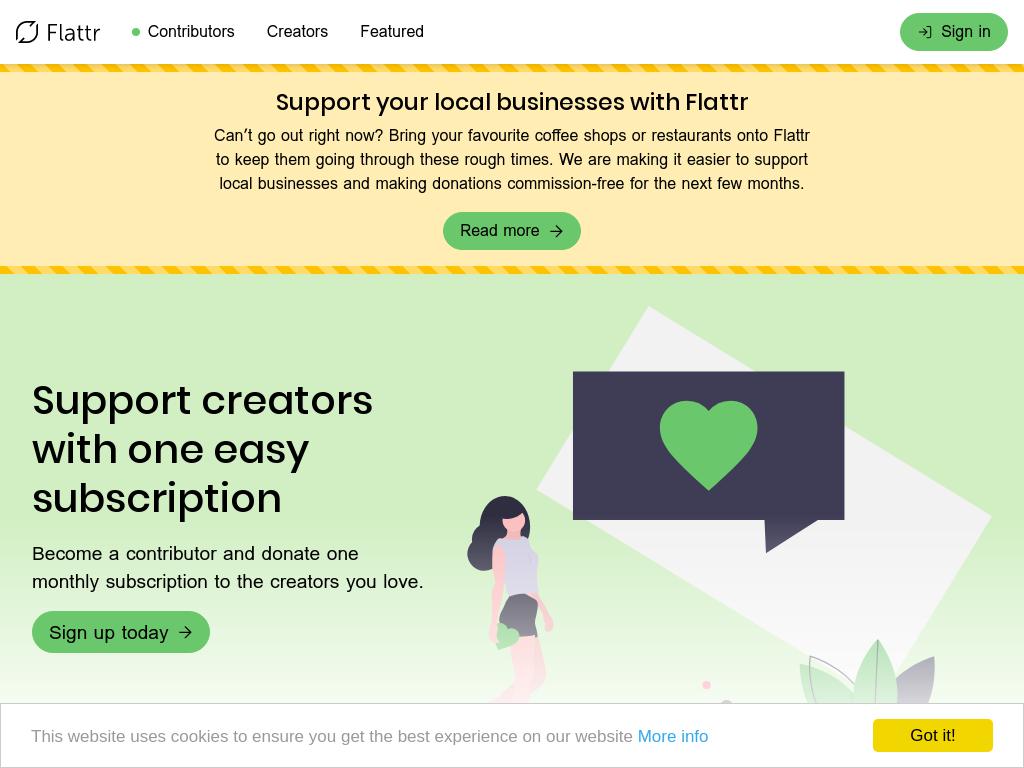 Flattr
Contributors
Creators
Featured
Sign in
Support your local businesses with Flattr
Can’t go out right now? Bring your favourite coffee shops or restaurants onto Flattr
to keep them going through these rough times. We are making it easier to support
local businesses and making donations commission-free for the next few months.
Read more
Support creators
with one easy
subscription
Become a contributor and donate one
monthly subscription to the creators you love.
Sign up today
This website uses cookies to ensure you get the best experience on our website More info
Got it!